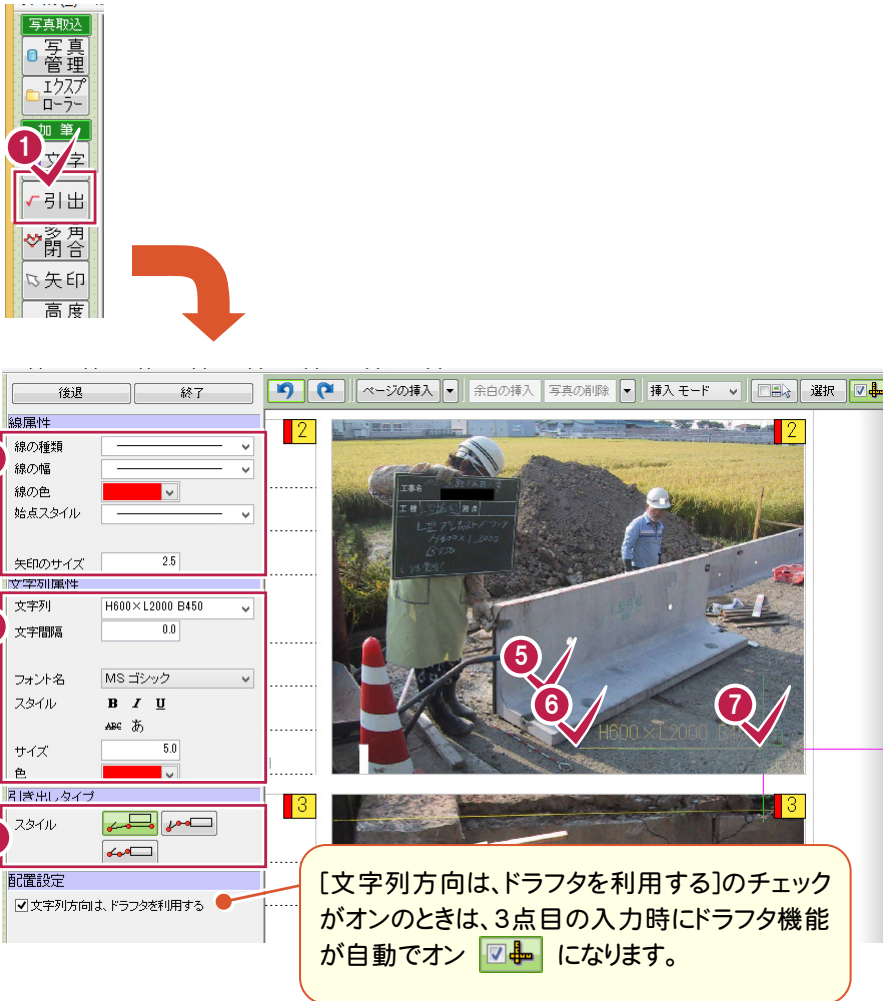 写真取込
写真
管理
エクスプ
ローラー
加 筆
1
文字
引出
多角
閉合
矢印
高度
後退
終了
ページの挿入
余白の挿入
写真の削除
挿入 モード
選択
線属性
線の種類
線の幅
線の色
始点スタイル
矢印のサイズ
2.5
文字列属性
文字列
H600×L2000 B450
文字間隔
0.0
フォント名
MS ゴシック
スタイル
B I U
ABC あ
サイズ
5.0
色
引き出しタイプ
スタイル
配置設定
文字列方向は、ドラフタを利用する
2
2
工事名
工種
測点
H600×L2000
5
6
7
H600×L2000
3
3
[文字列方向は、ドラフタを利用する]のチェック
がオンのときは、3点目の入力時にドラフタ機能
が自動でオン
になります。